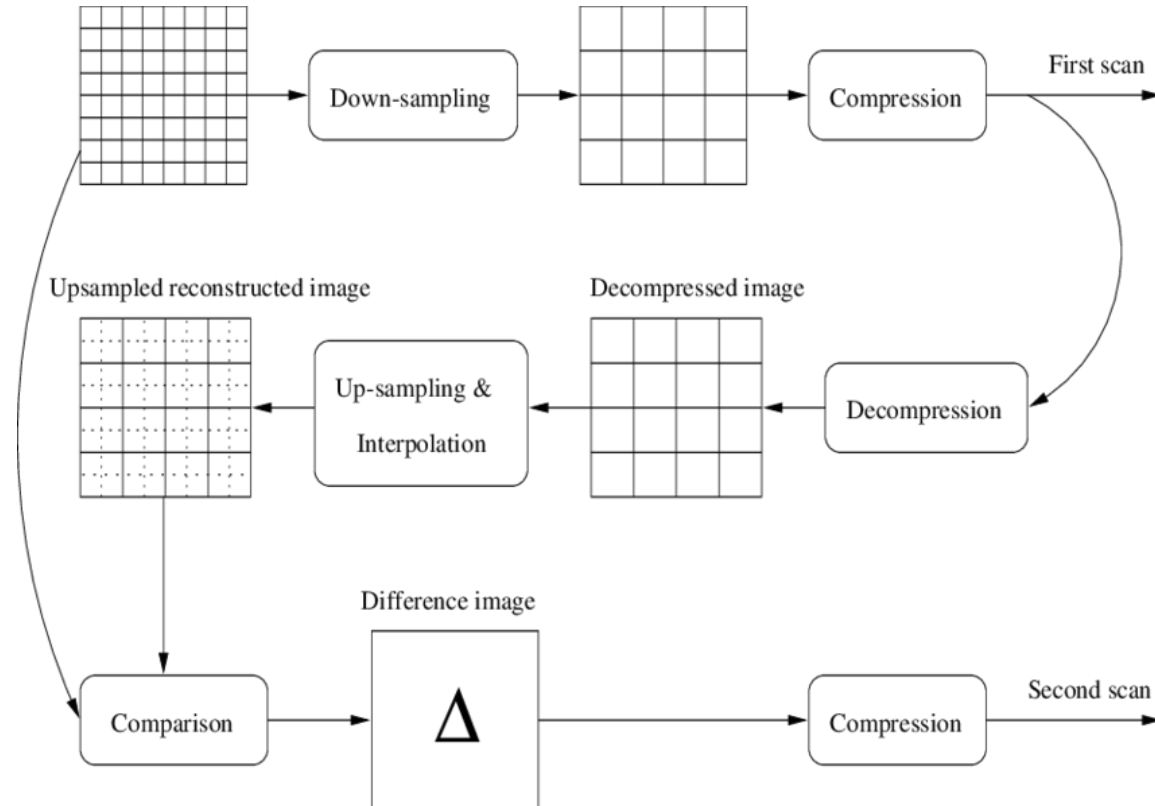 Down-sampling
Compression
First scan
Upsampled reconstructed image
Decompressed image
Up-sampling &
Interpolation
Decompression
Difference image
Comparison
Δ
Compression
Second scan